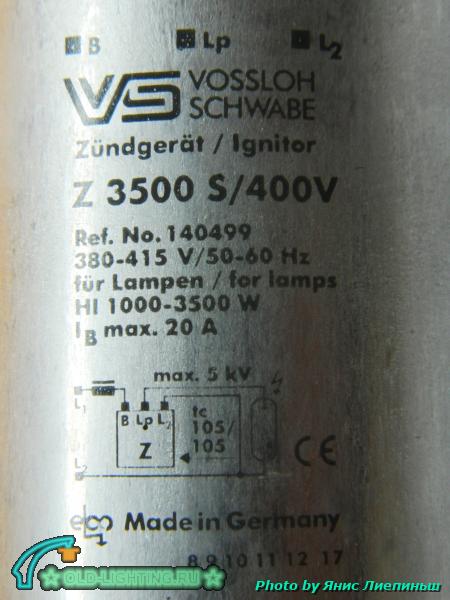 B Lp L2
VS VOSSLOH
SCHWABE
Zündgerät / Ignitor
Z 3500 S/400V
Ref. No. 140499
380-415 V/50-60 Hz
für Lampen / for lamps
HI 1000-3500 W
IB max. 20 A
max. 5 kV
L1
B Lp L2
tc
105/
105
Z
L2
CE
Made in Germany
8 9 10 11 12 17
OLD-LIGHTING.RU
Photo by Янис Лиепиньш